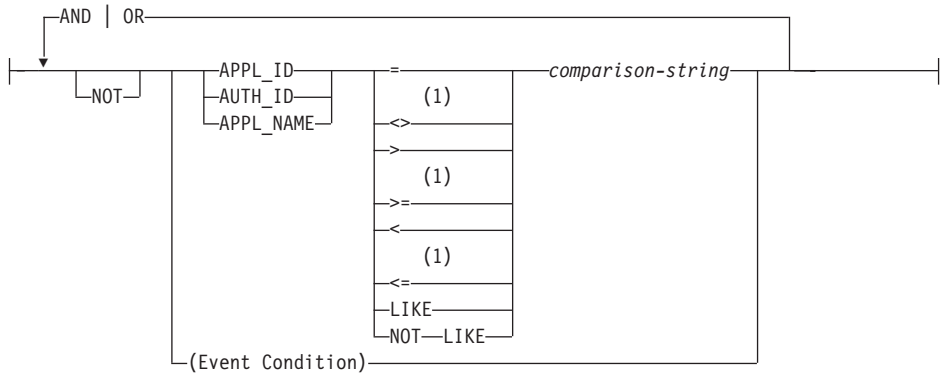 AND | OR
APPL_ID = comparison-string
NOT AUTH_ID (1)
APPL_NAME <>
>
(1)
>=
<
(1)
<=
LIKE
NOT LIKE
(Event Condition)